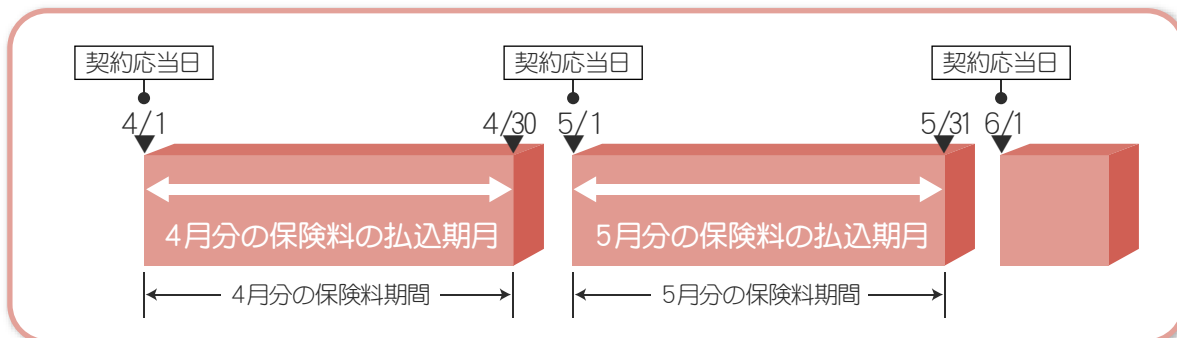 契約応当日 契約応当日 契約応当日
4/1 4/30 5/1 5/31 6/1
4月分の保険料の払込期月 5月分の保険料の払込期月
4月分の保険料期間 5月分の保険料期間